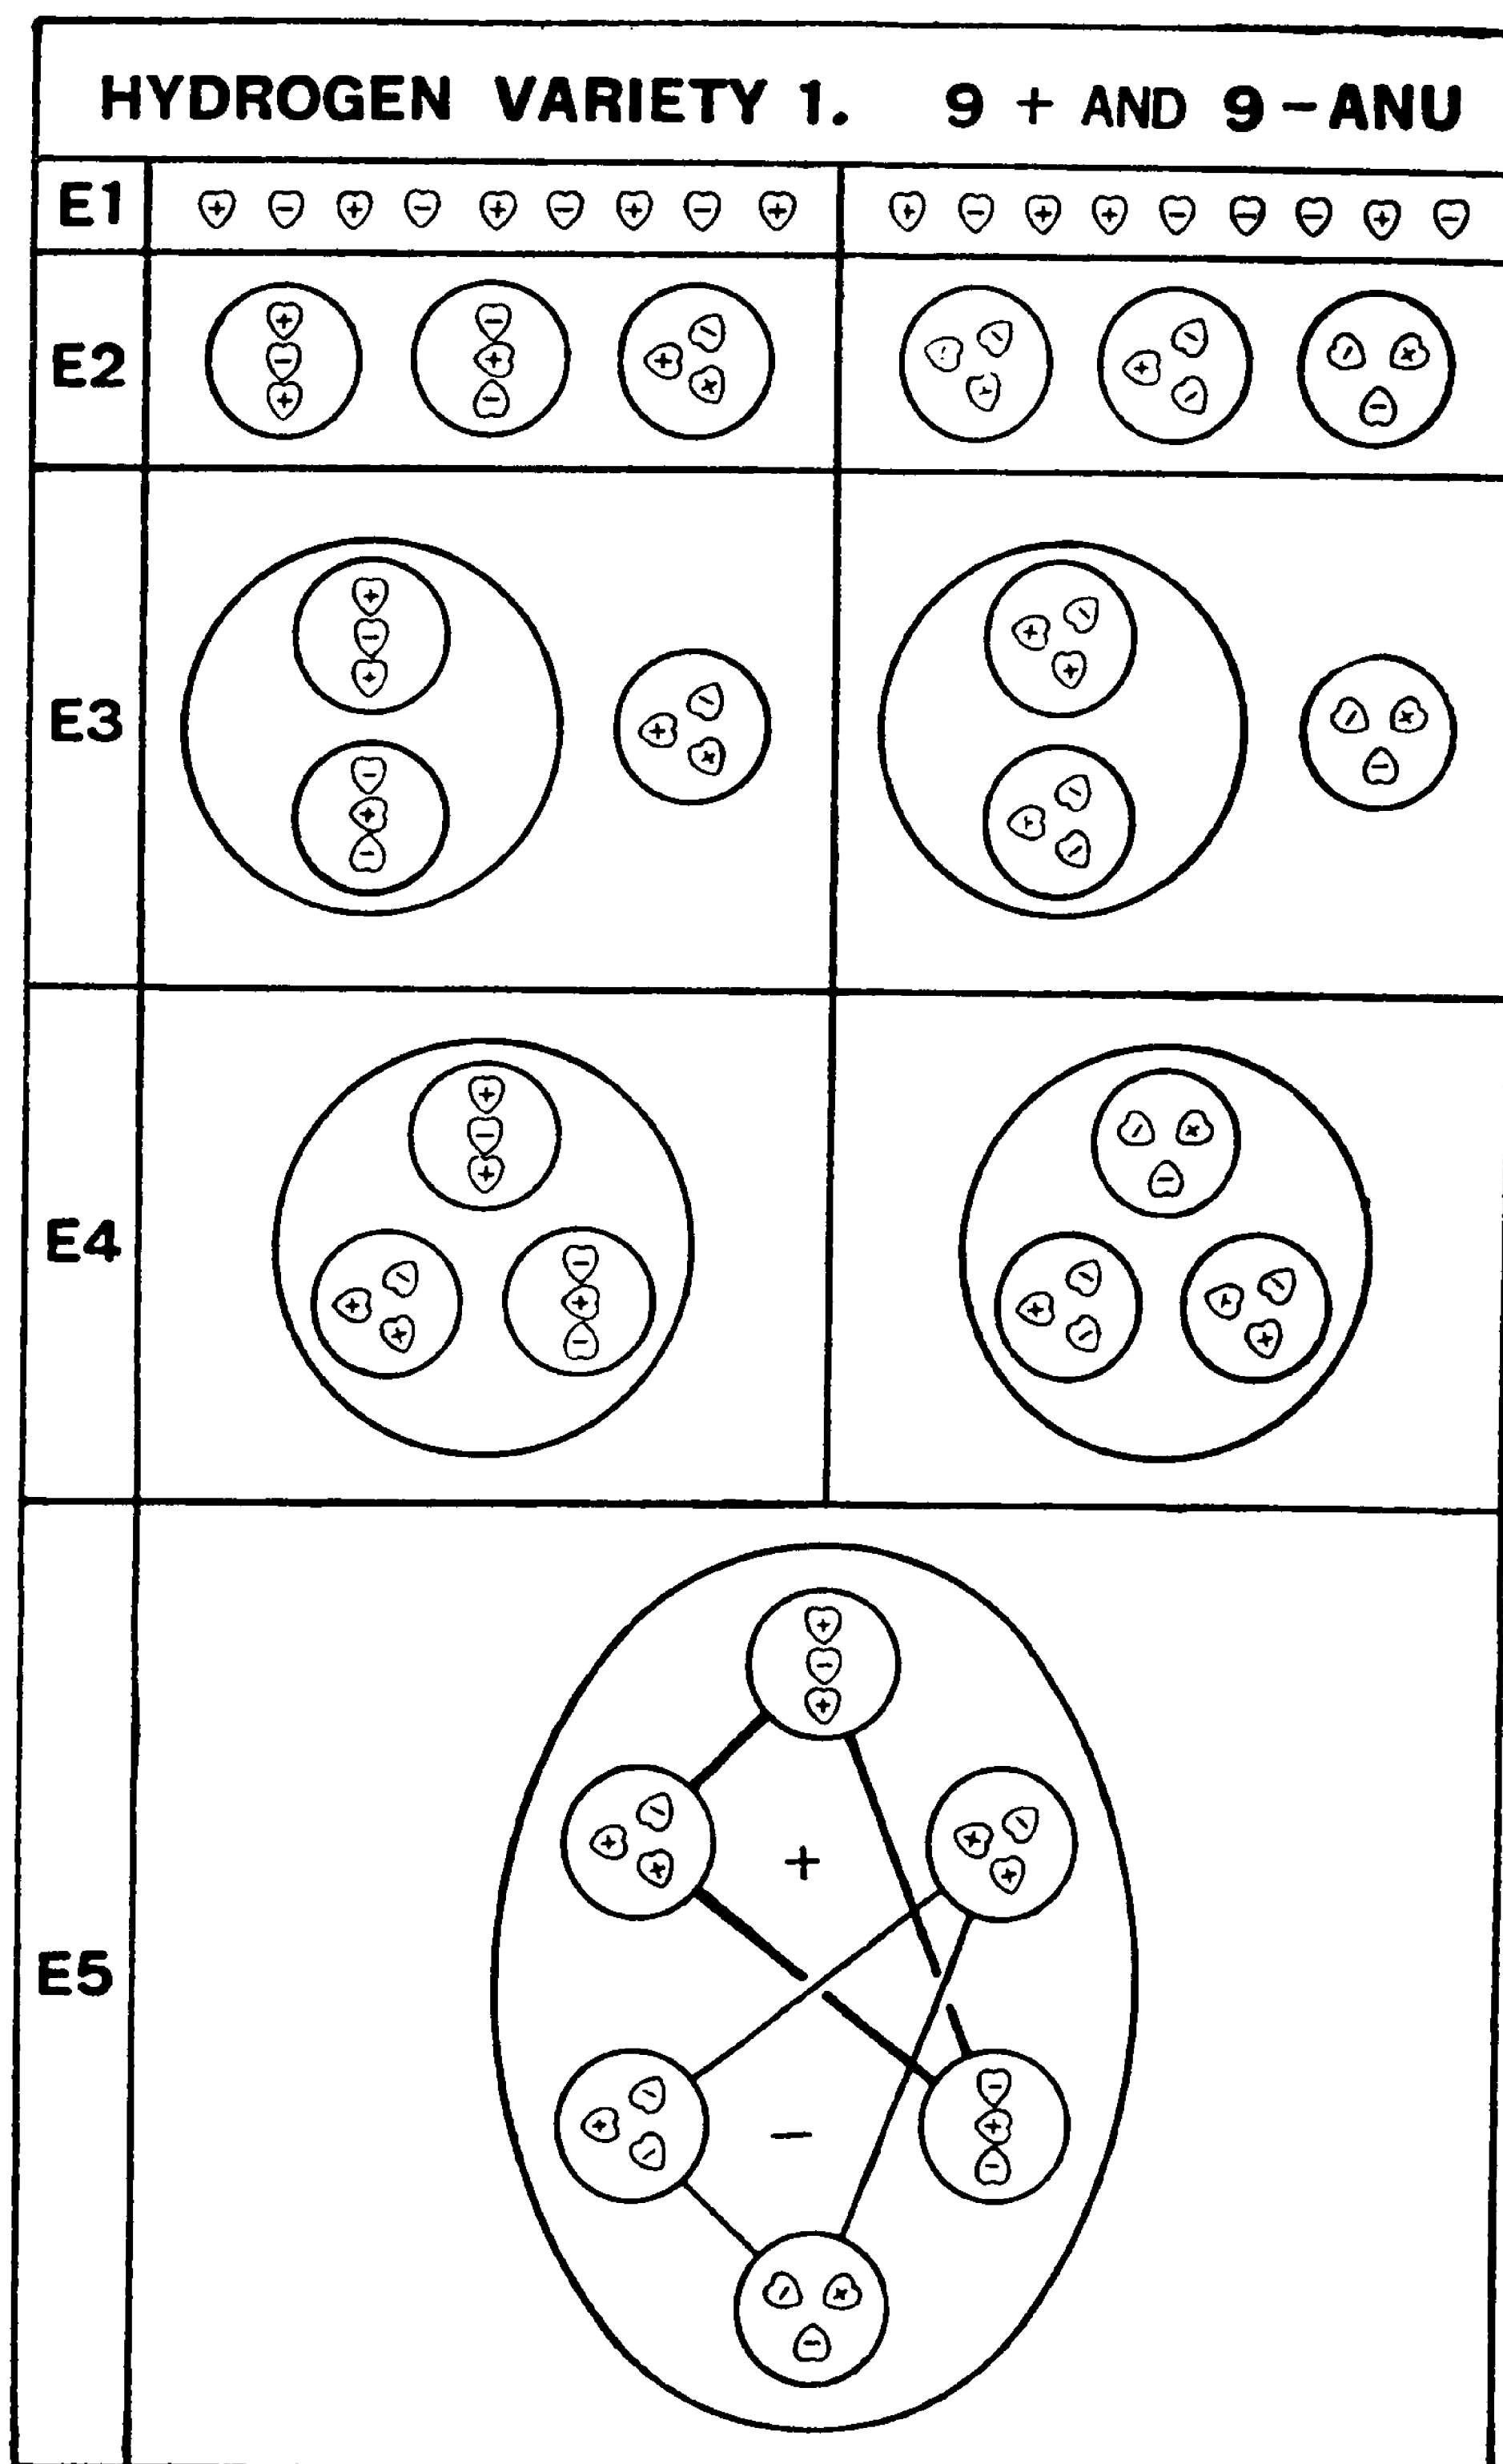 HYDROGEN VARIETY 1. 9 + AND 9 - ANU
E1 + - + - + - + - + + - + + - - - + -
E2
E3
E4
E5
+
-